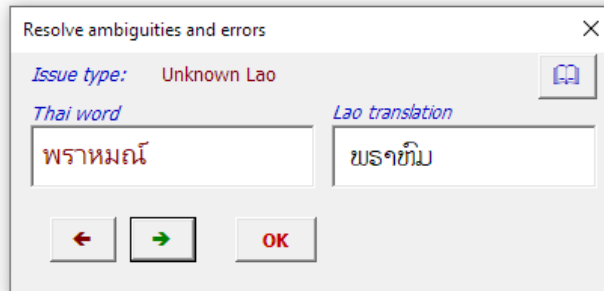 Resolve ambiguities and errors
Issue type: Unknown Lao
Thai word Lao translation
พราหมณ์ ພຣາຫົມ
OK